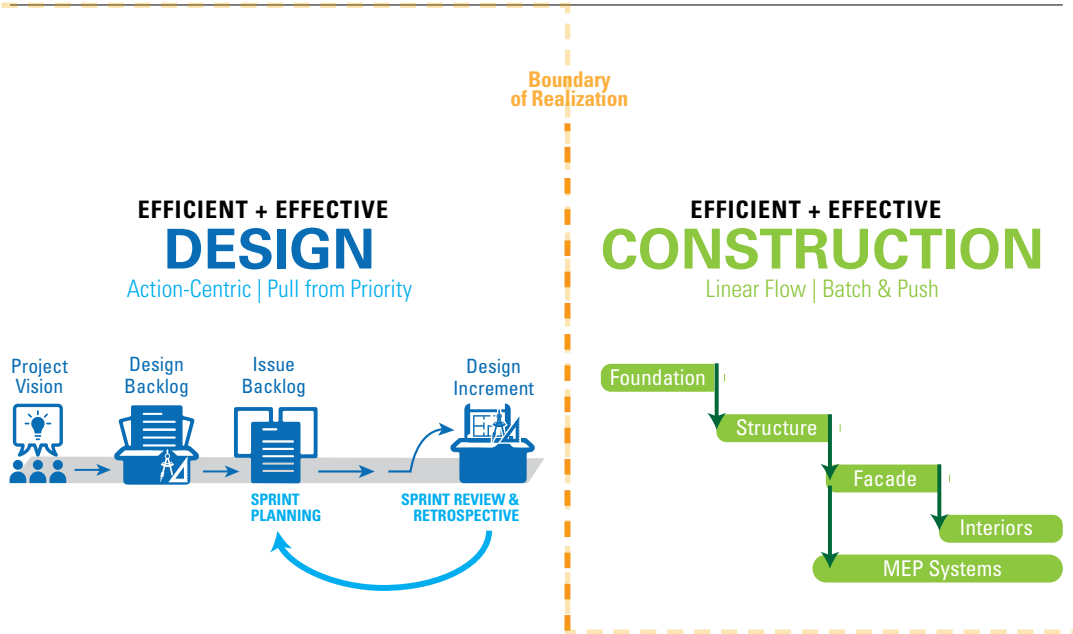 Boundary
of Realization
EFFICIENT + EFFECTIVE
DESIGN
Action-Centric | Pull from Priority
Project
Vision
Design
Backlog
Issue
Backlog
Design
Increment
SPRINT
PLANNING
SPRINT REVIEW &
RETROSPECTIVE
EFFICIENT + EFFECTIVE
CONSTRUCTION
Linear Flow | Batch & Push
Foundation
Structure
Facade
Interiors
MEP Systems